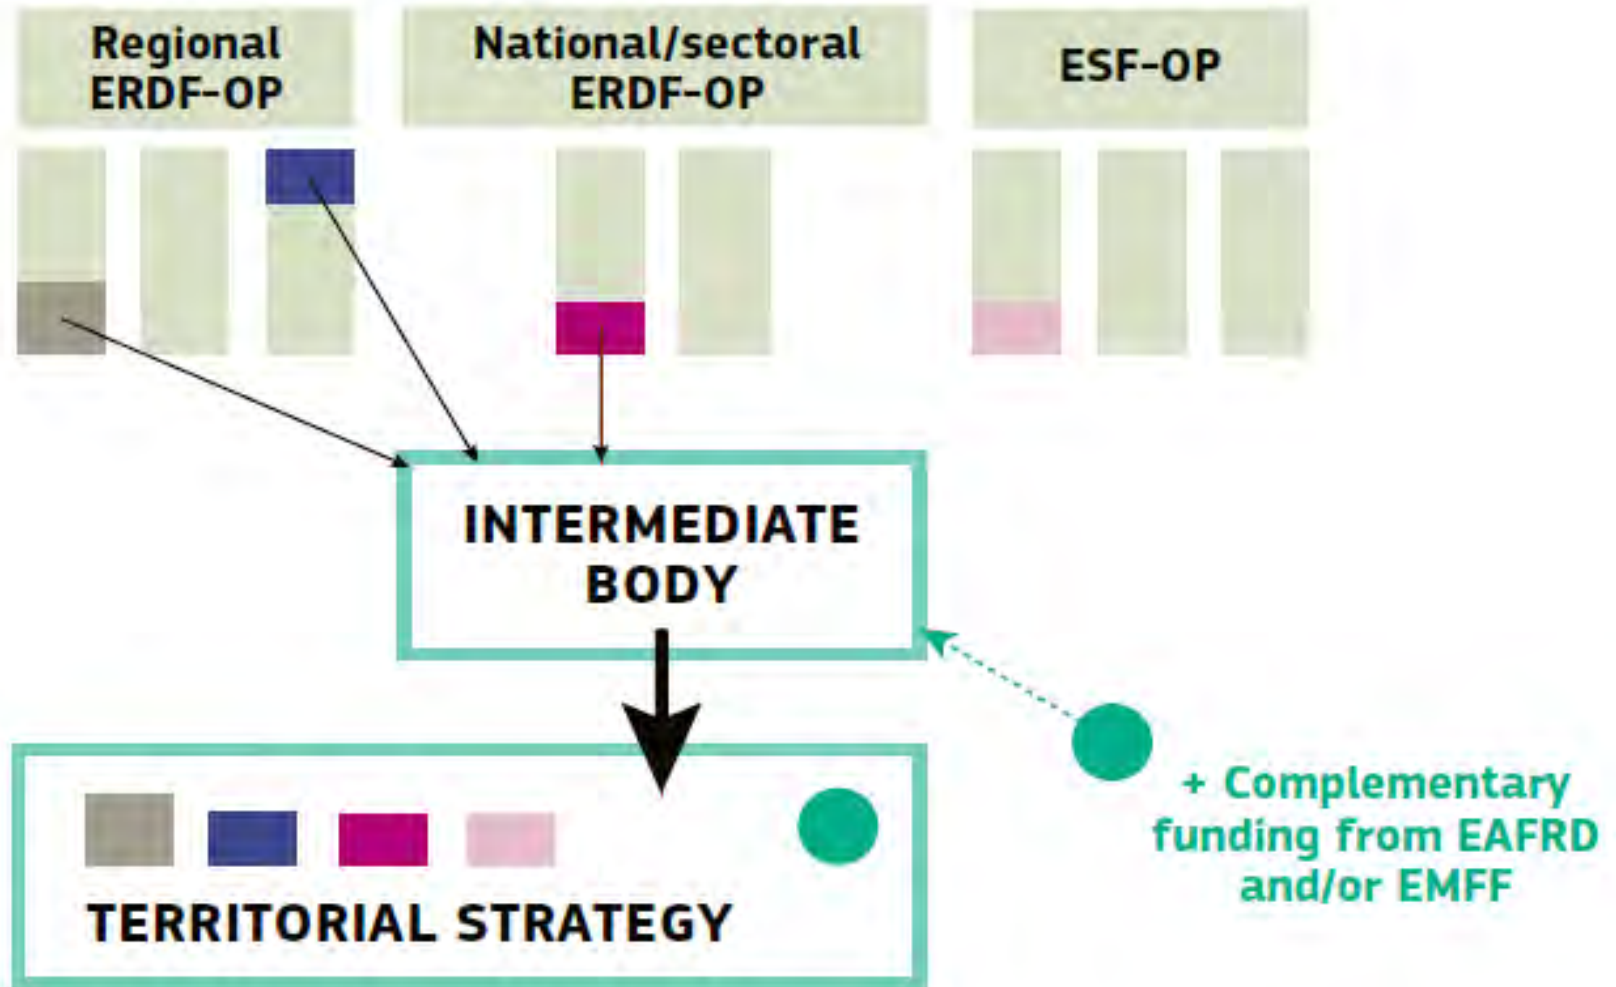 Regional
ERDF-OP
National/sectoral
ERDF-OP
ESF-OP
INTERMEDIATE
BODY
+ Complementary
funding from EAFRD
and/or EMFF
TERRITORIAL STRATEGY